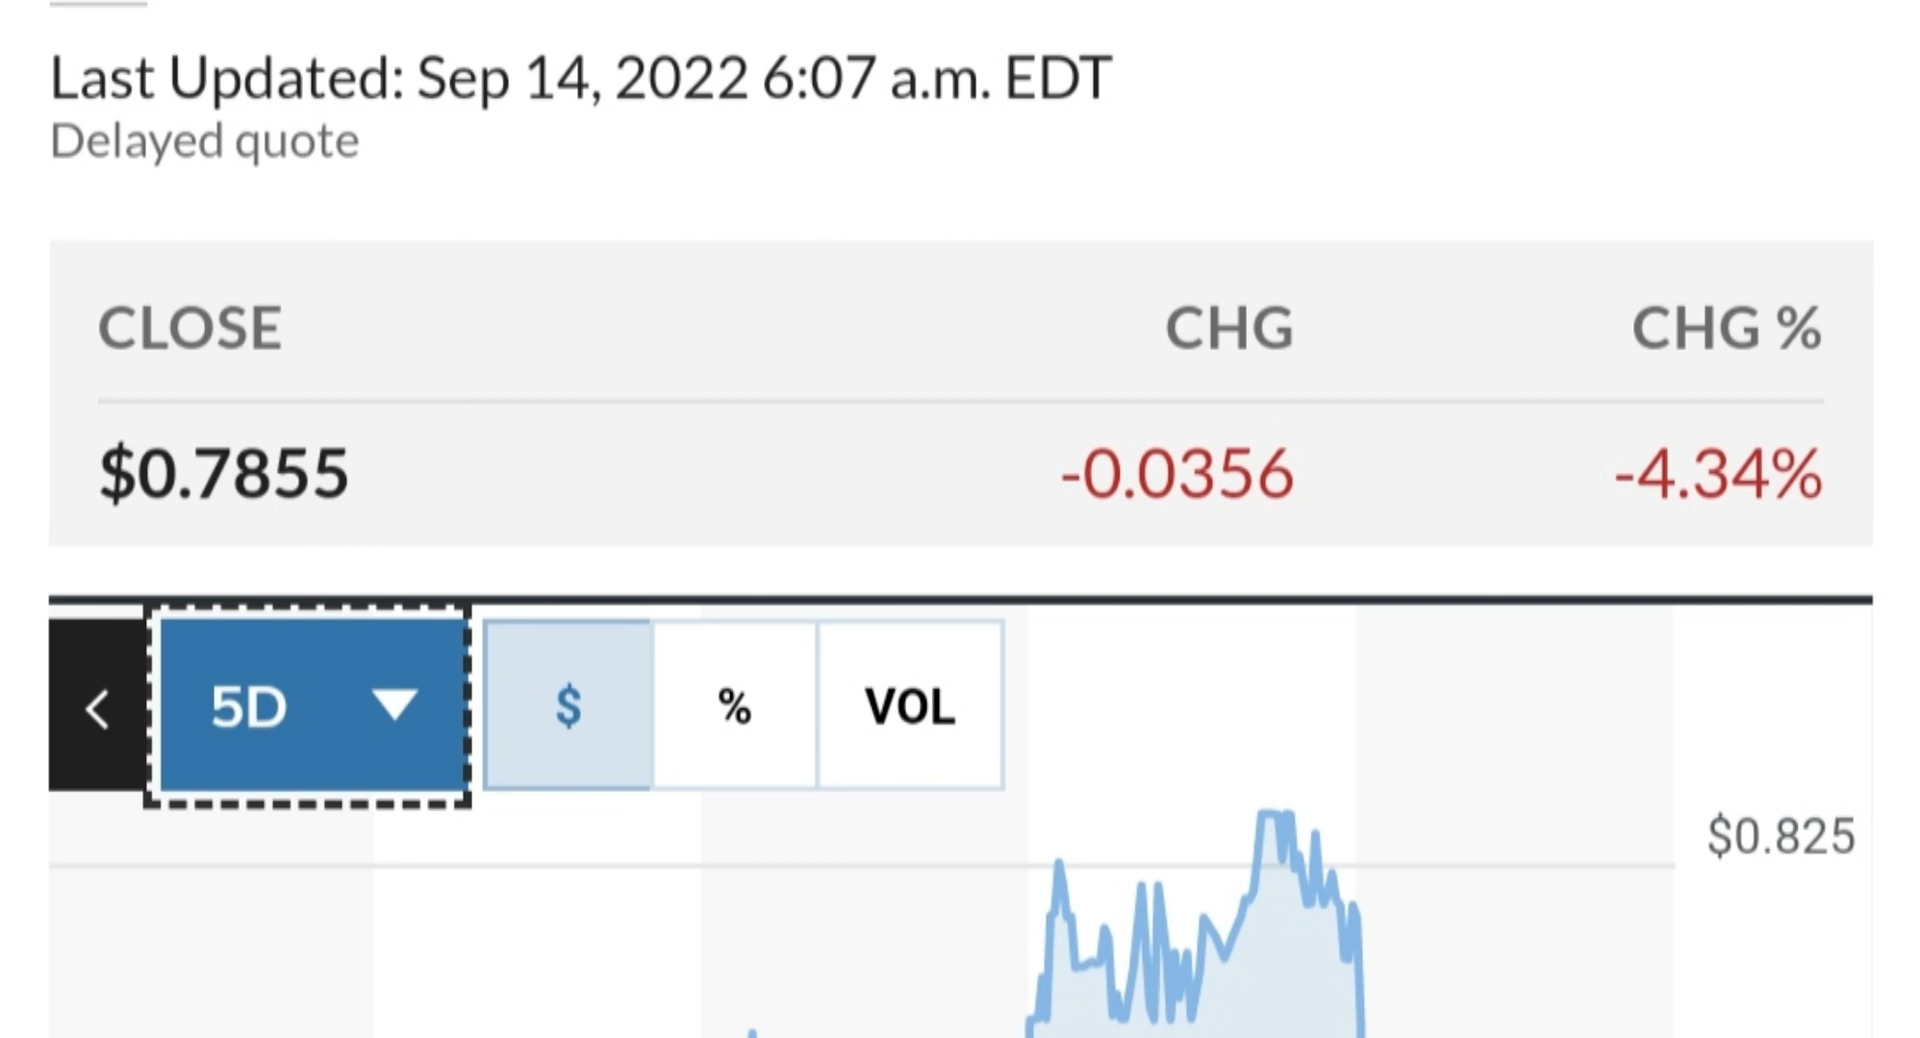 Last Updated: Sep 14, 2022 6:07 a.m. EDT
Delayed quote
CLOSE CHG CHG %
$0.7855 -0.0356 -4.34%
5D $ % VOL
$0.825